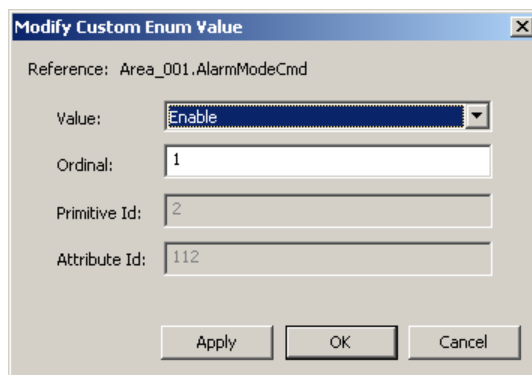 Modify Custom Enum Value
Reference: Area_001.AlarmModeCmd
Value: Enable
Ordinal: 1
Primitive Id: 2
Attribute Id: 112
Apply OK Cancel